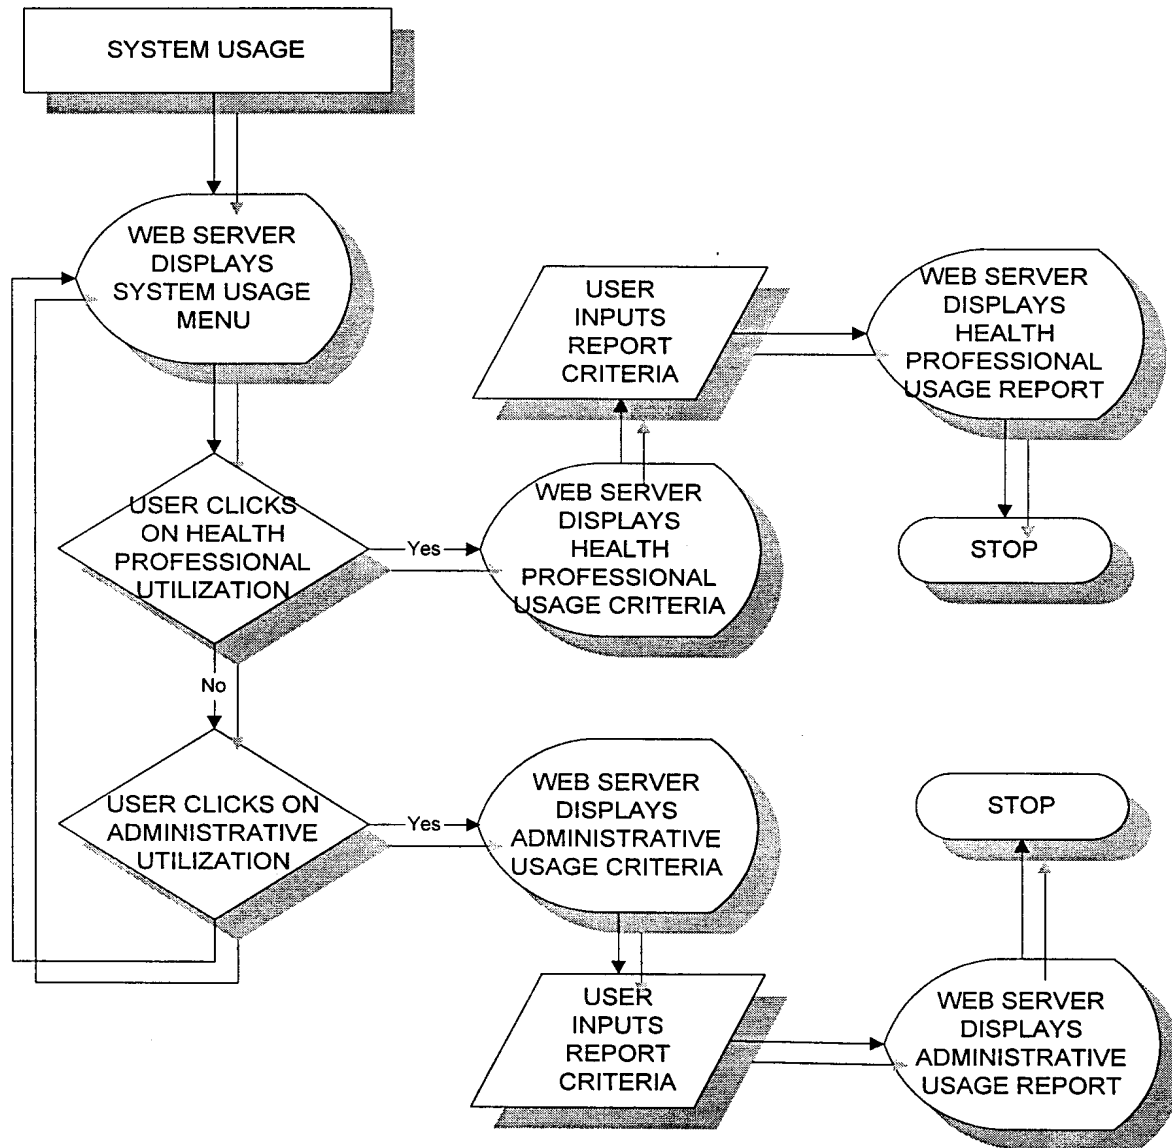 SYSTEM USAGE
WEB SERVER
DISPLAYS
SYSTEM USAGE
MENU
USER CLICKS
ON HEALTH
PROFESSIONAL
UTILIZATION
Yes
WEB SERVER
DISPLAYS
HEALTH
PROFESSIONAL
USAGE CRITERIA
USER
INPUTS
REPORT
CRITERIA
WEB SERVER
DISPLAYS
HEALTH
PROFESSIONAL
USAGE REPORT
STOP
No
USER CLICKS ON
ADMINISTRATIVE
UTILIZATION
Yes
WEB SERVER
DISPLAYS
ADMINISTRATIVE
USAGE CRITERIA
USER
INPUTS
REPORT
CRITERIA
WEB SERVER
DISPLAYS
ADMINISTRATIVE
USAGE REPORT
STOP